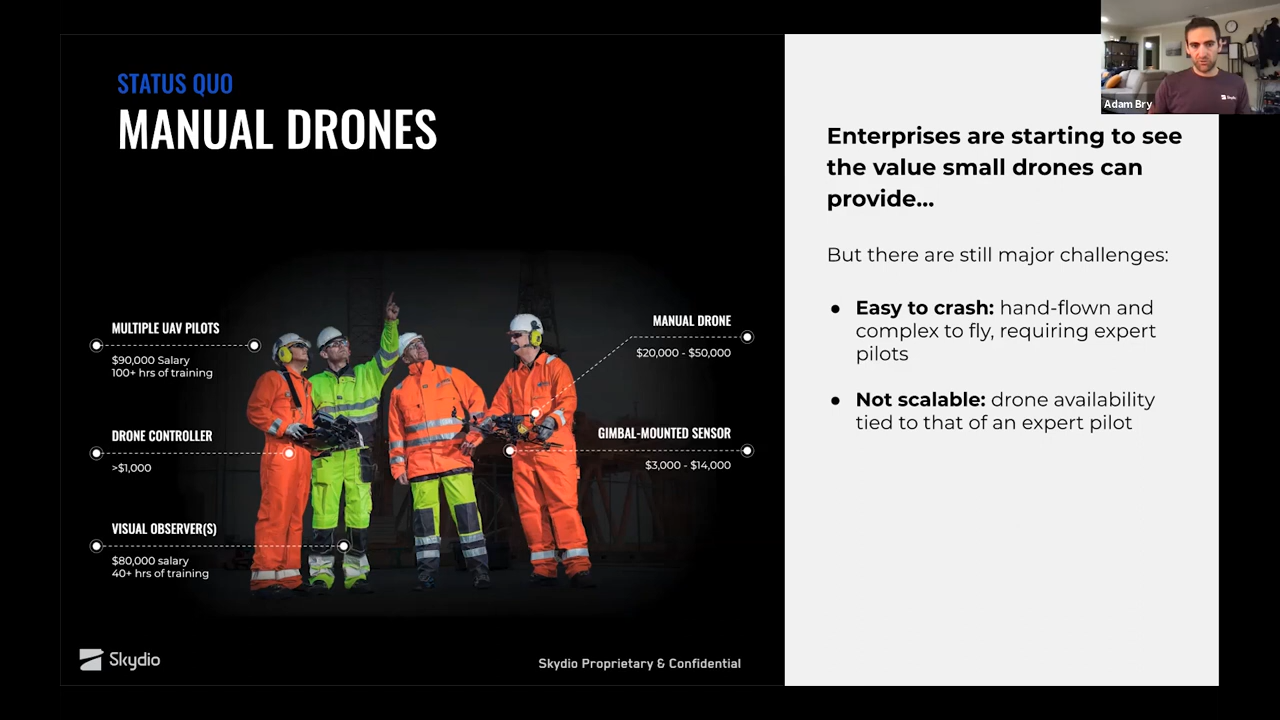 STATUS QUO
MANUAL DRONES
MULTIPLE UAV PILOTS
$90,000 Salary
100+ hrs of training
DRONE CONTROLLER
>$1,000
VISUAL OBSERVER(S)
$80,000 salary
40+ hrs of training
MANUAL DRONE
$20,000 - $50,000
GIMBAL-MOUNTED SENSOR
$3,000 - $14,000
Skydio
Skydio Proprietary & Confidential
Adam Bry
Skydio
Enterprises are starting to see
the value small drones can
provide...
But there are still major challenges:
● Easy to crash: hand-flown and
complex to fly, requiring expert
pilots
● Not scalable: drone availability
tied to that of an expert pilot